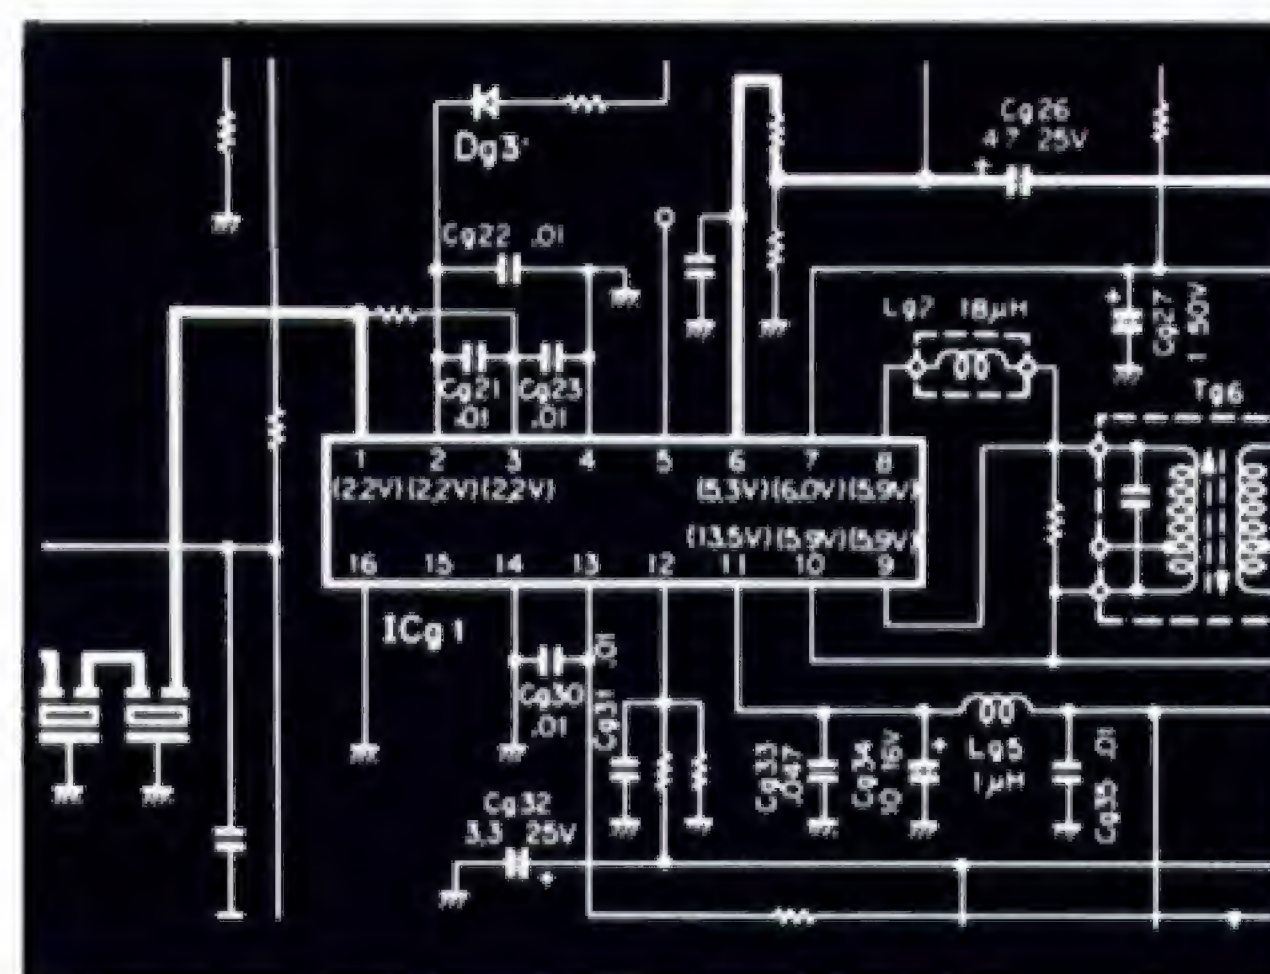 Cg26
4.7 25V
Dg3
Cg22 .01
Lg7 18μH
Cg27
1 50V
Cg21 Cg23
.01 .01
Tg6
1 2 3 4 5 6 7 8
(2.2V)(2.2V)(2.2V) (5.3V)(6.0V)(5.9V)
(13.5V)(5.9V)(5.9V)
16 15 14 13 12 11 10 9
ICg1
Cg30
.01
Cg31 .01
Cg33
.047
Cg34
10 16V
Lg5
1μH
Cg35 .01
Cg32
3.3 25V